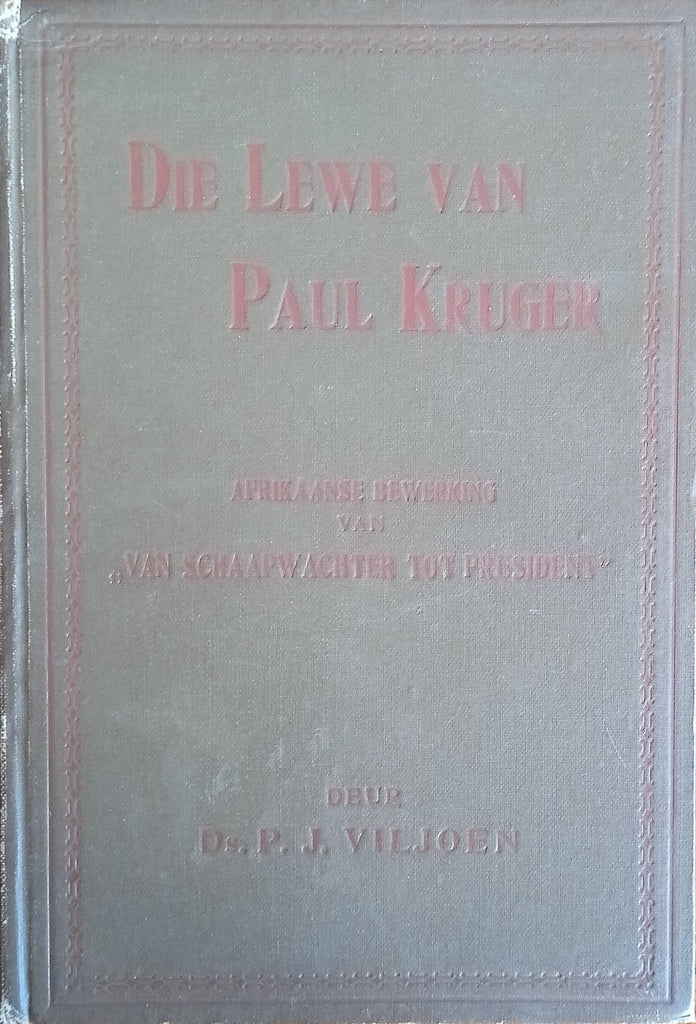 DIE LEWE VAN
PAUL KRUGER
AFRIKAANSE BEWERKING
VAN
„VAN SCHAAPWACHTER TOT PRESIDENT”
DEUR
Ds. P. J. VILJOEN